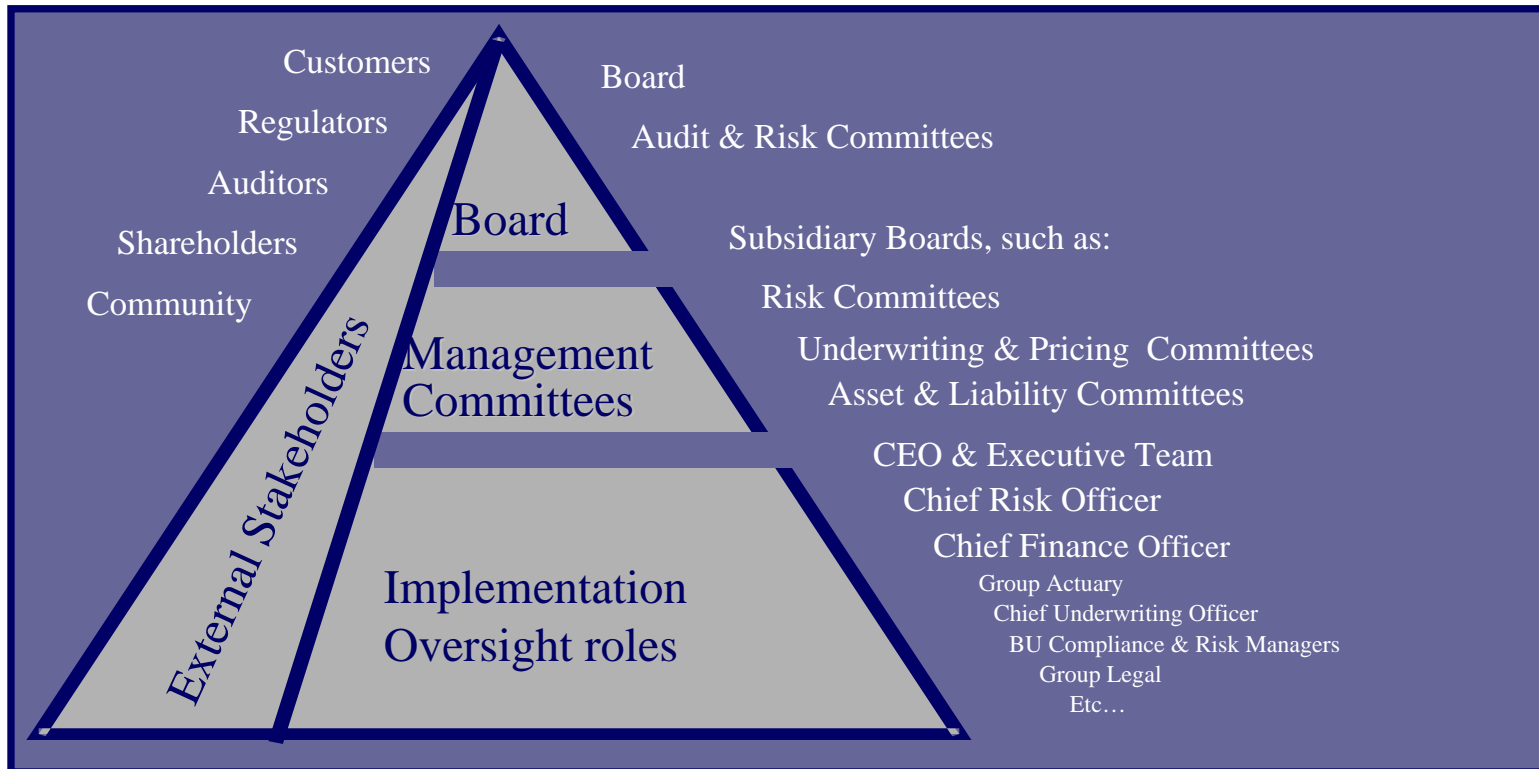 Customers
Regulators
Auditors
Shareholders
Community
External Stakeholders
Board
Management
Committees
Implementation
Oversight roles
Board
Audit & Risk Committees
Subsidiary Boards, such as:
Risk Committees
Underwriting & Pricing  Committees
Asset & Liability Committees
CEO & Executive Team
Chief Risk Officer
Chief Finance Officer
Group Actuary
Chief Underwriting Officer
BU Compliance & Risk Managers
Group Legal
Etc…